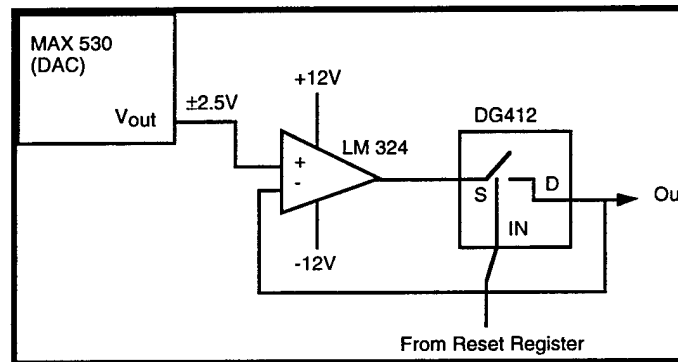 MAX 530
(DAC)
Vout
±2.5V
+12V
LM 324
+
-
-12V
DG412
S
D
IN
Ou
From Reset Register